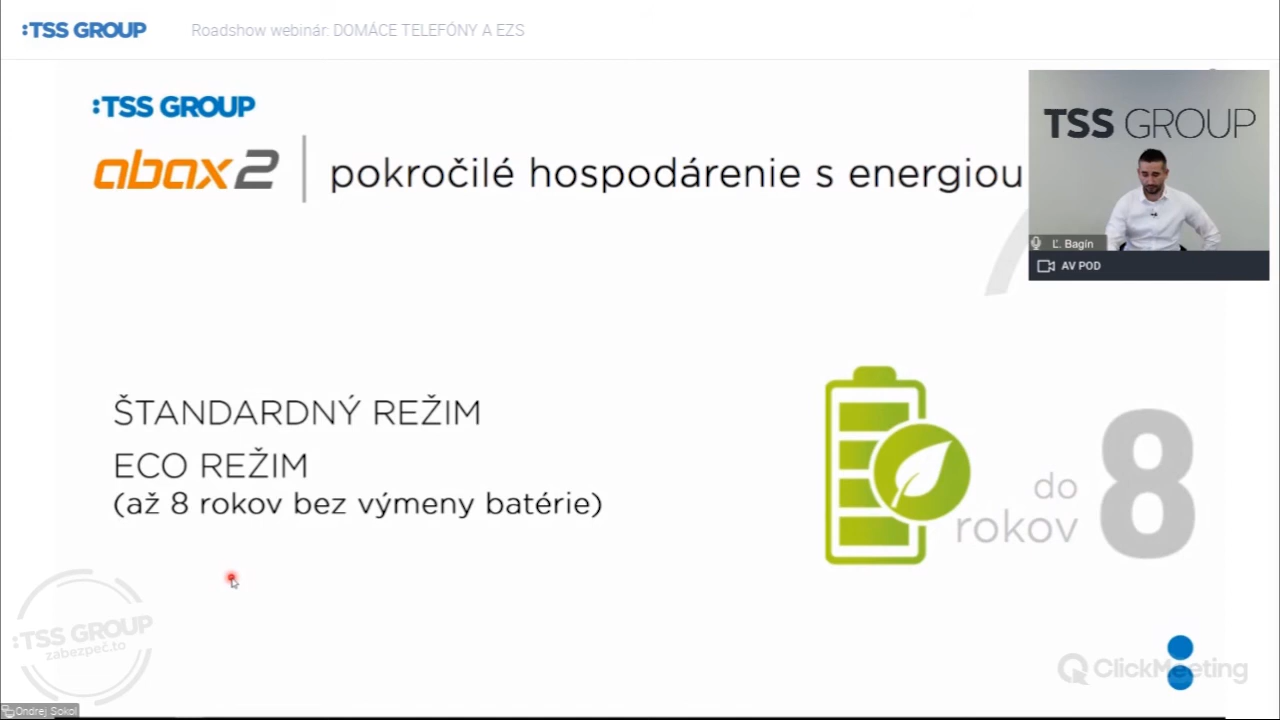 :TSS GROUP
Roadshow webinár: DOMÁCE TELEFÓNY A EZS
:TSS GROUP
abax2
pokročilé hospodárenie s energiou
TSS GROUP
Ľ. Bagin
AV POD
ŠTANDARDNÝ REŽIM
ECO REŽIM
(až 8 rokov bez výmeny batérie)
do
rokov
8
:TSS GROUP
zabezpeč.to
ClickMeeting
Ondrej Sokol